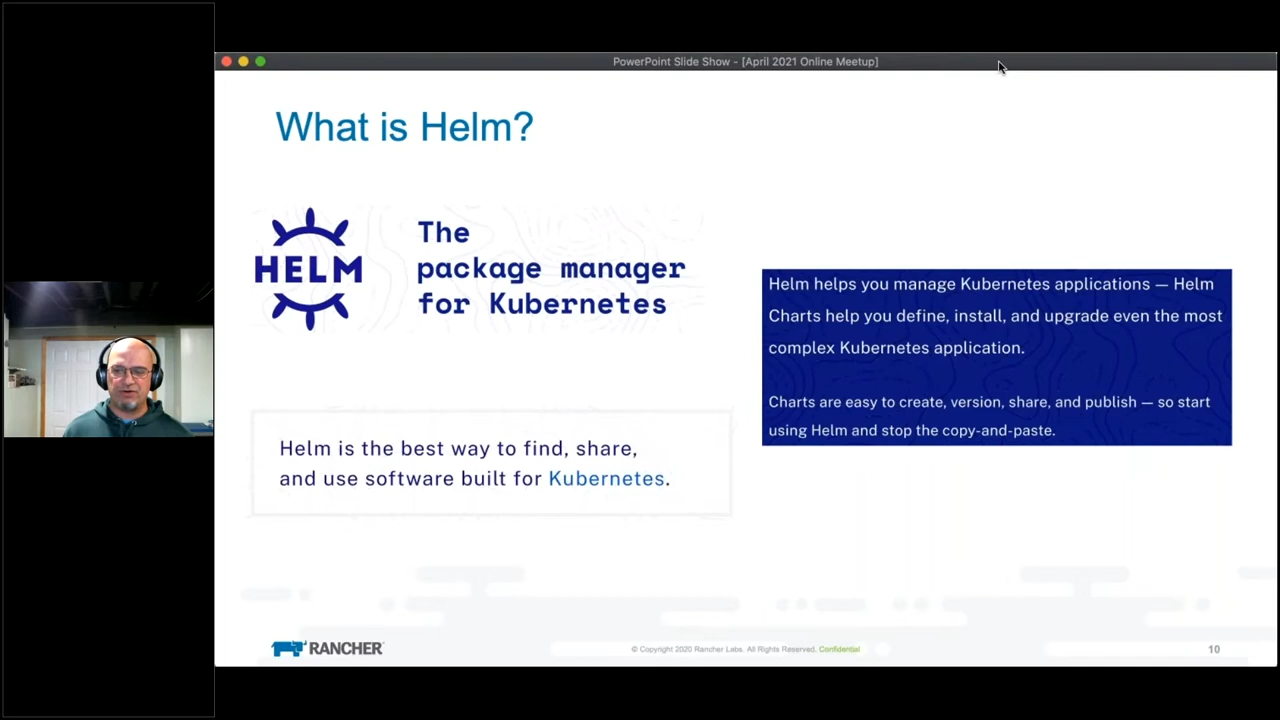 PowerPoint Slide Show - [April 2021 Online Meetup]
What is Helm?
HELM
The
package manager
for Kubernetes
Helm is the best way to find, share,
and use software built for Kubernetes.
Helm helps you manage Kubernetes applications — Helm
Charts help you define, install, and upgrade even the most
complex Kubernetes application.
Charts are easy to create, version, share, and publish — so start
using Helm and stop the copy-and-paste.
RANCHER
© Copyright 2020 Rancher Labs. All Rights Reserved. Confidential
10